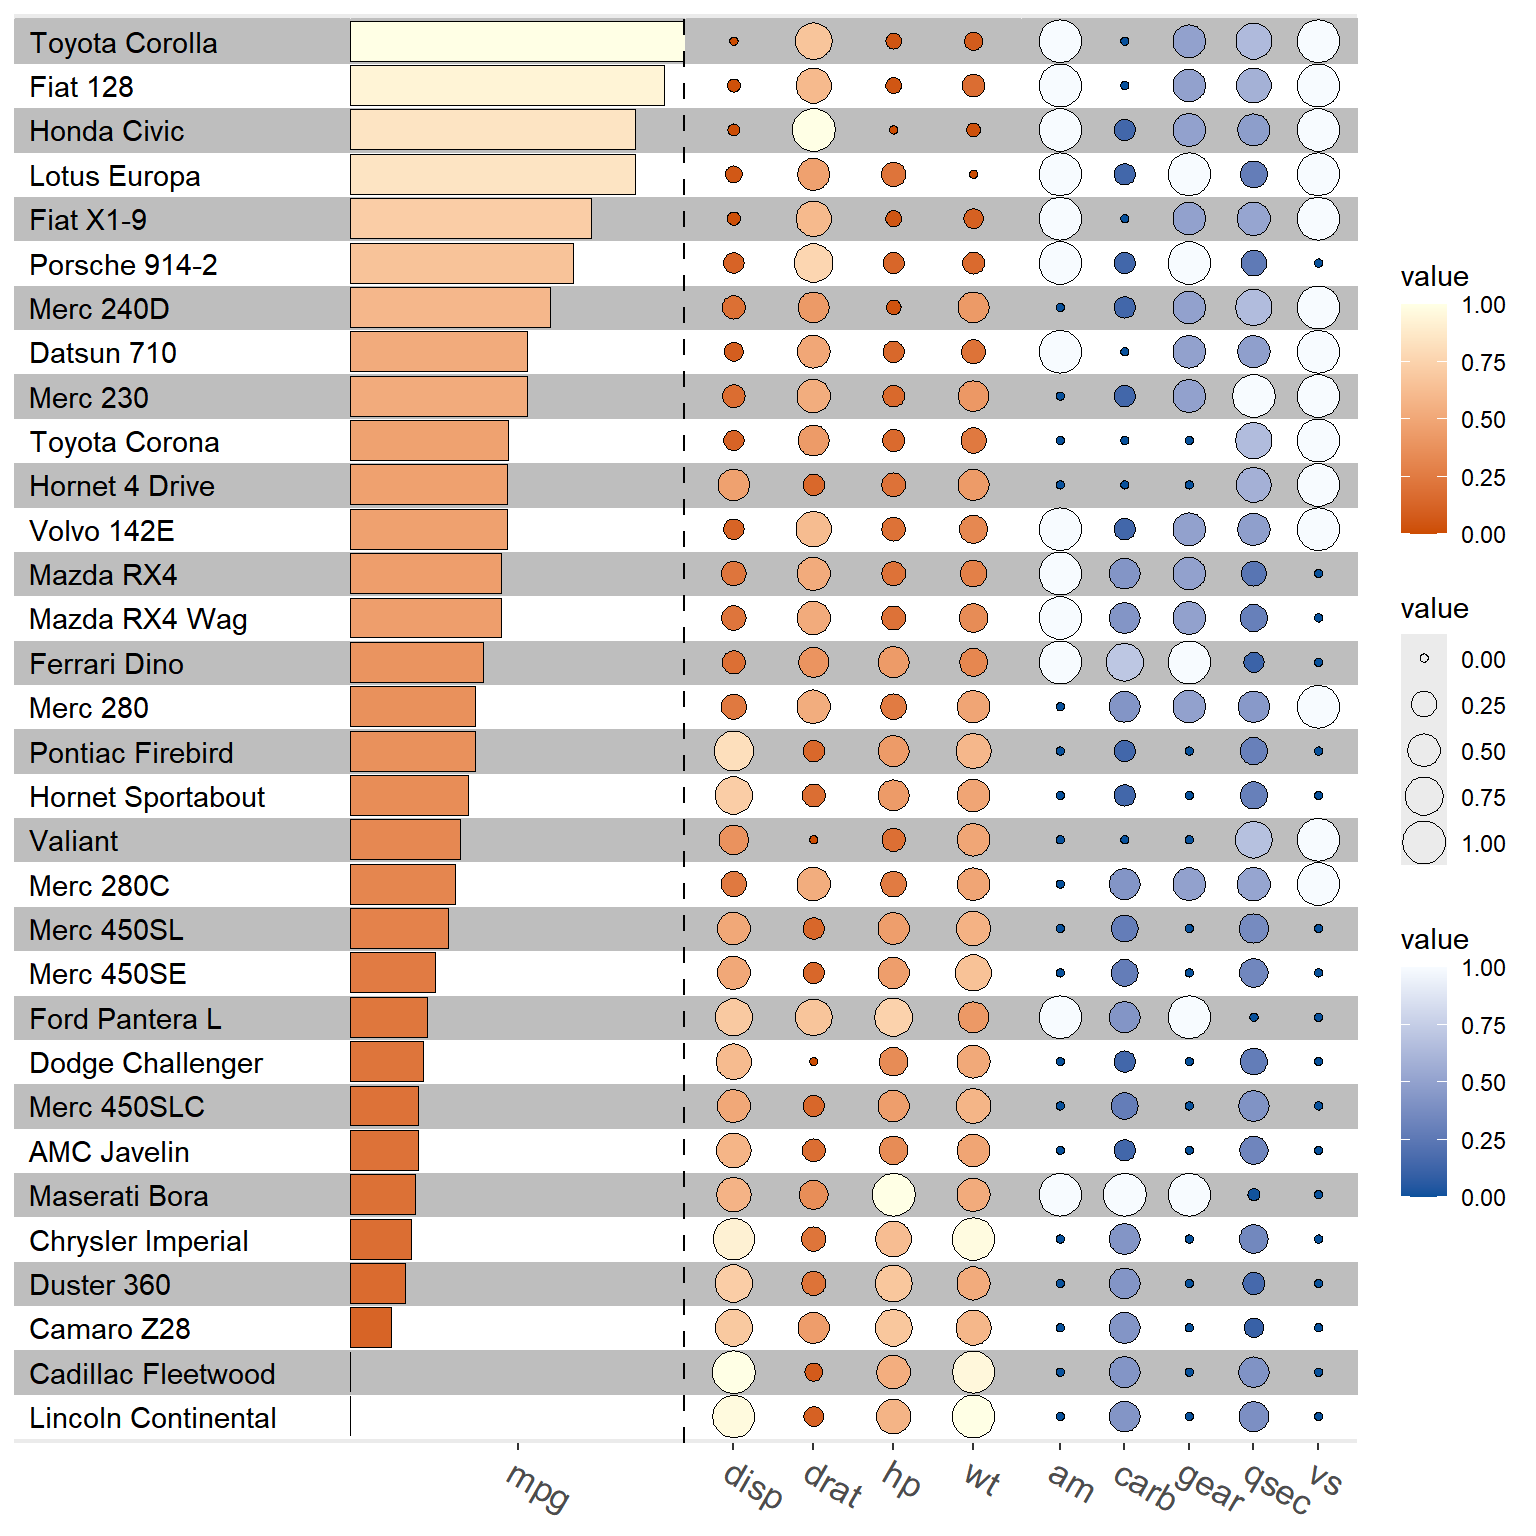 Toyota Corolla
Fiat 128
Honda Civic
Lotus Europa
Fiat X1-9
Porsche 914-2
Merc 240D
Datsun 710
Merc 230
Toyota Corona
Hornet 4 Drive
Volvo 142E
Mazda RX4
Mazda RX4 Wag
Ferrari Dino
Merc 280
Pontiac Firebird
Hornet Sportabout
Valiant
Merc 280C
Merc 450SL
Merc 450SE
Ford Pantera L
Dodge Challenger
Merc 450SLC
AMC Javelin
Maserati Bora
Chrysler Imperial
Duster 360
Camaro Z28
Cadillac Fleetwood
Lincoln Continental
mpg disp drat hp wt am carb gear qsec vs
value
1.00
0.75
0.50
0.25
0.00
value
0.00
0.25
0.50
0.75
1.00
value
1.00
0.75
0.50
0.25
0.00